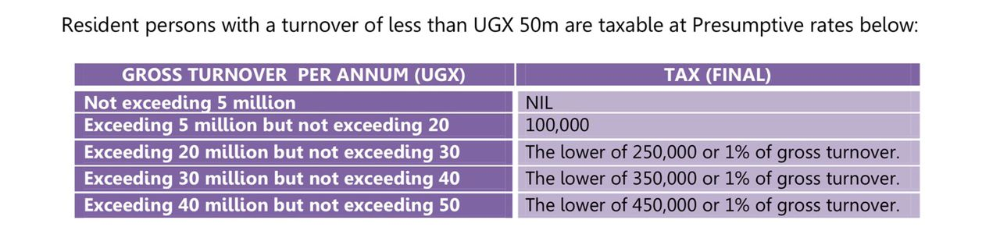 Resident persons with a turnover of less than UGX 50m are taxable at Presumptive rates below:
GROSS TURNOVER PER ANNUM (UGX) TAX (FINAL)
Not exceeding 5 million NIL
Exceeding 5 million but not exceeding 20 100,000
Exceeding 20 million but not exceeding 30 The lower of 250,000 or 1% of gross turnover.
Exceeding 30 million but not exceeding 40 The lower of 350,000 or 1% of gross turnover.
Exceeding 40 million but not exceeding 50 The lower of 450,000 or 1% of gross turnover.